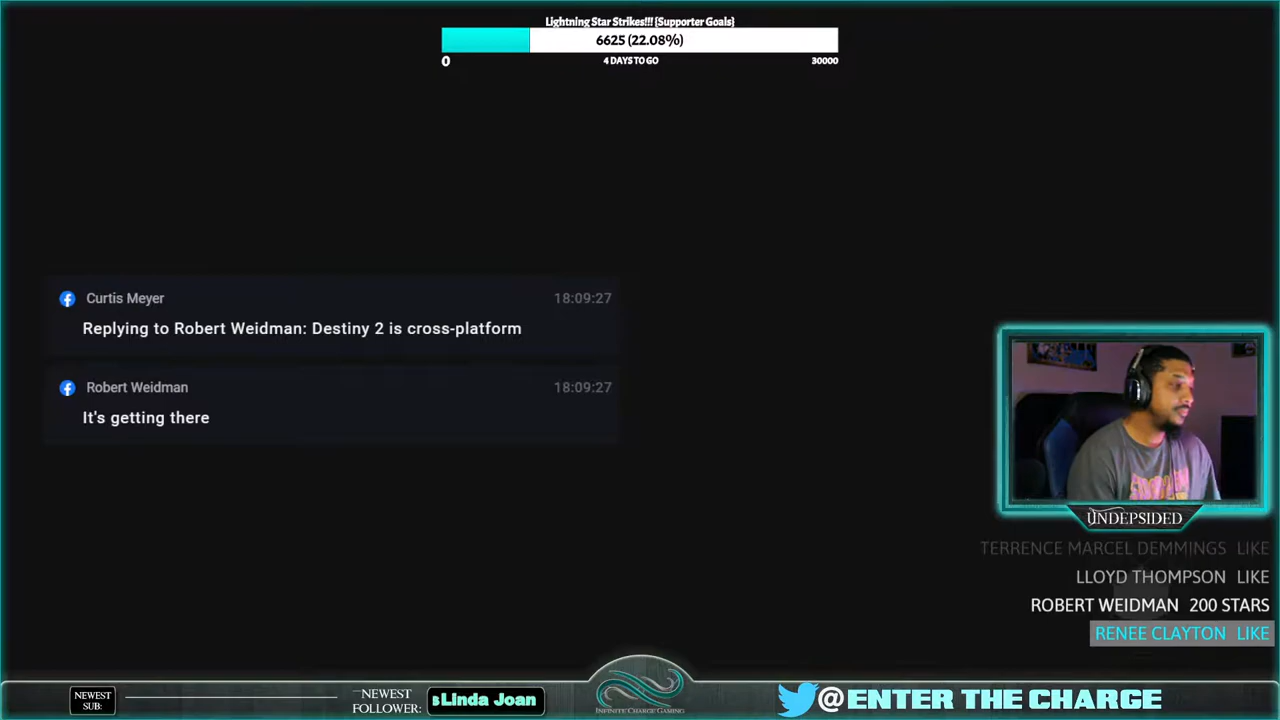 Lightning Star Strikes!!! {Supporter Goals}
6625 (22.08%)
0 4 DAYS TO GO 30000
Curtis Meyer 18:09:27
Replying to Robert Weidman: Destiny 2 is cross-platform
Robert Weidman 18:09:27
It's getting there
UNDEPSIDED
TERRENCE MARCEL DEMMINGS LIKE
LLOYD THOMPSON LIKE
ROBERT WEIDMAN 200 STARS
RENEE CLAYTON LIKE
NEWEST SUB:
NEWEST FOLLOWER: Linda Joan
INFINITE CHARGE GAMING
@ENTER THE CHARGE